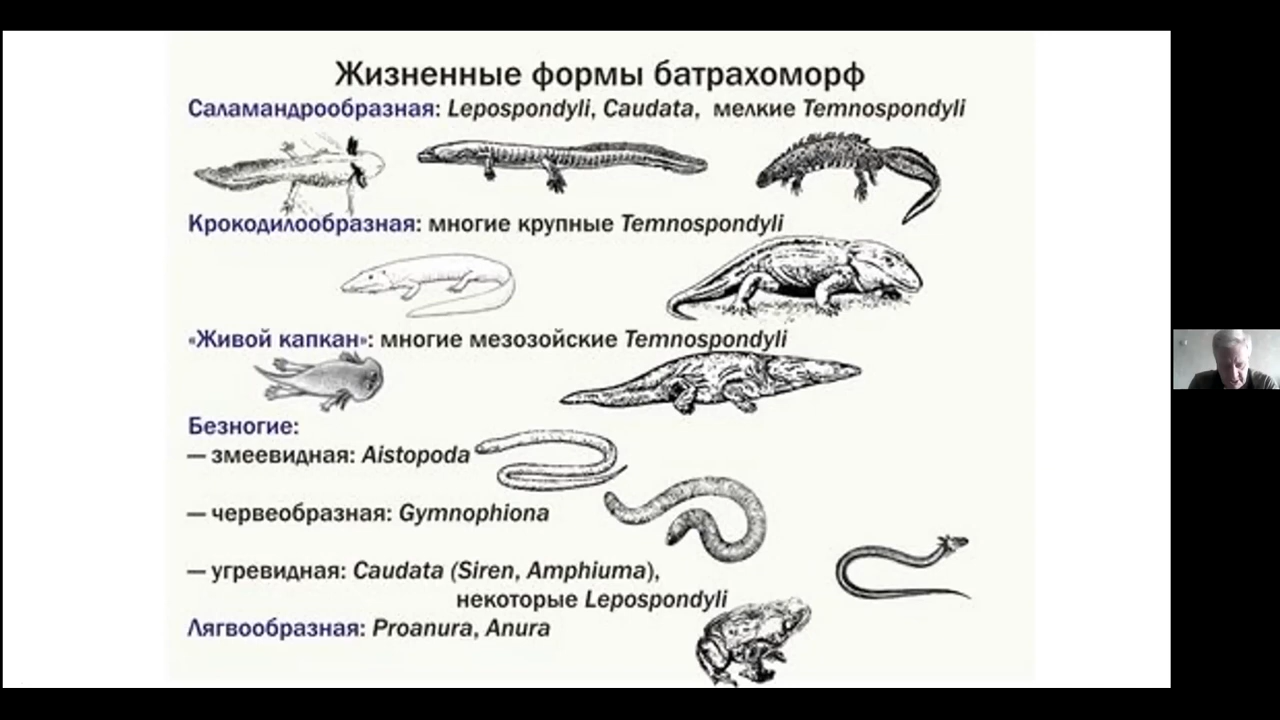 Жизненные формы батрахоморф
Саламандрообразная: Lepospondyli, Caudata, мелкие Temnospondyli
Крокодилообразная: многие крупные Temnospondyli
«Живой капкан»: многие мезозойские Temnospondyli
Безногие:
— змеевидная: Aistopoda
— червеобразная: Gymnophiona
— угревидная: Caudata (Siren, Amphiuma),
некоторые Lepospondyli
Лягвообразная: Proanura, Anura